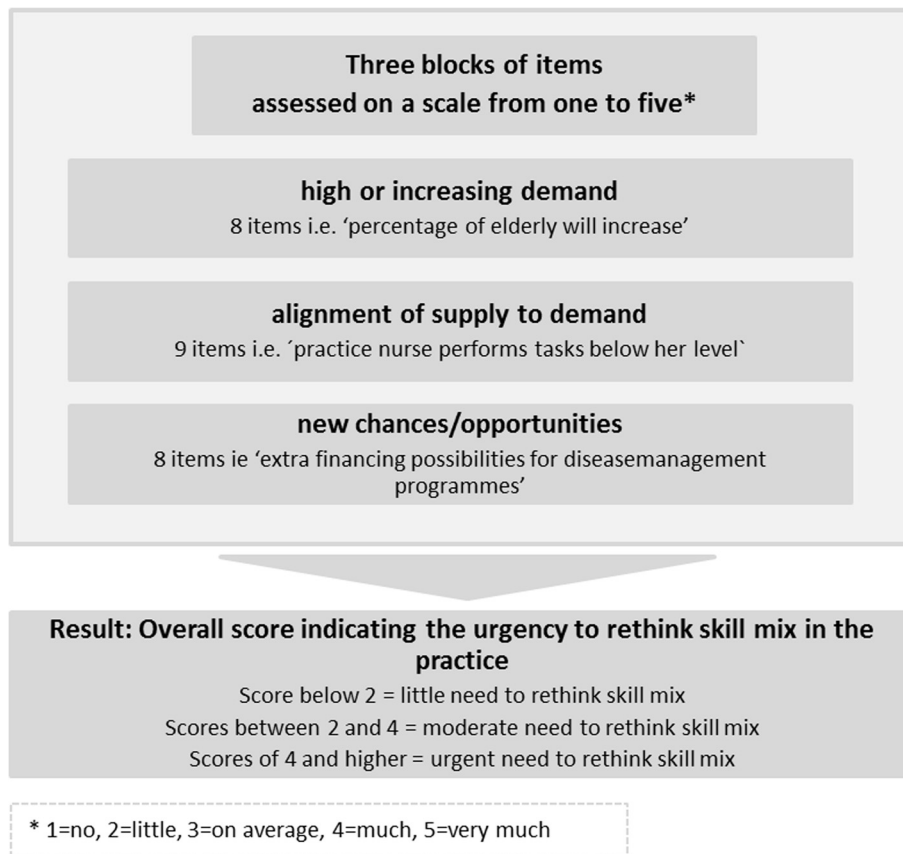 Three blocks of items
assessed on a scale from one to five*
high or increasing demand
8 items i.e. ‘percentage of elderly will increase’
alignment of supply to demand
9 items i.e. ´practice nurse performs tasks below her level`
new chances/opportunities
8 items ie ‘extra financing possibilities for diseasemanagement
programmes’
Result: Overall score indicating the urgency to rethink skill mix in the
practice
Score below 2 = little need to rethink skill mix
Scores between 2 and 4 = moderate need to rethink skill mix
Scores of 4 and higher = urgent need to rethink skill mix
* 1=no, 2=little, 3=on average, 4=much, 5=very much